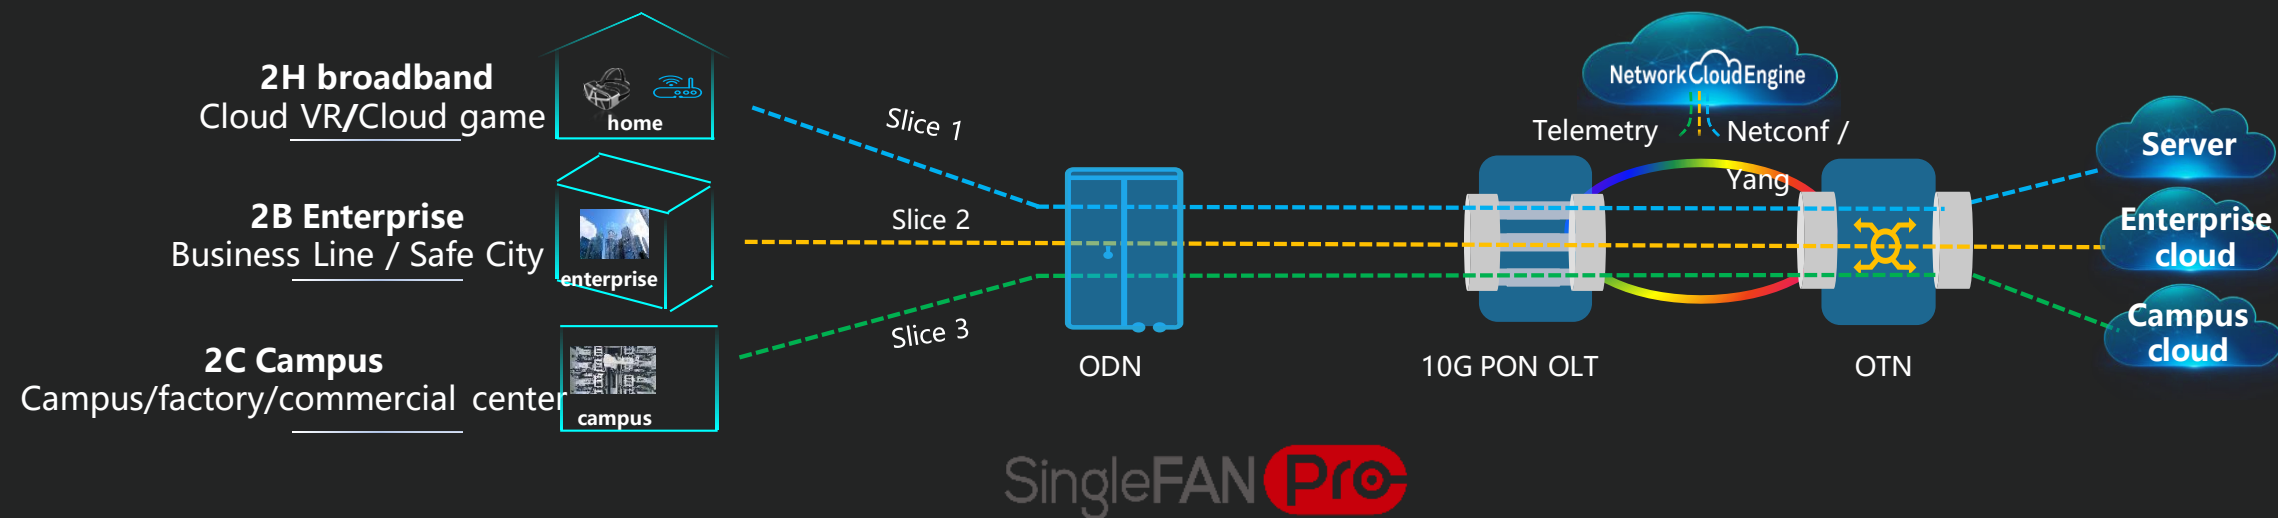 2H broadband
Cloud VR/Cloud game
home
2B Enterprise
Business Line / Safe City
enterprise
2C Campus
Campus/factory/commercial center
campus
Slice 1
Slice 2
Slice 3
ODN
NetworkCloudEngine
Telemetry
Netconf /
Yang
10G PON OLT
OTN
Server
Enterprise
cloud
Campus
cloud
SingleFAN Pro